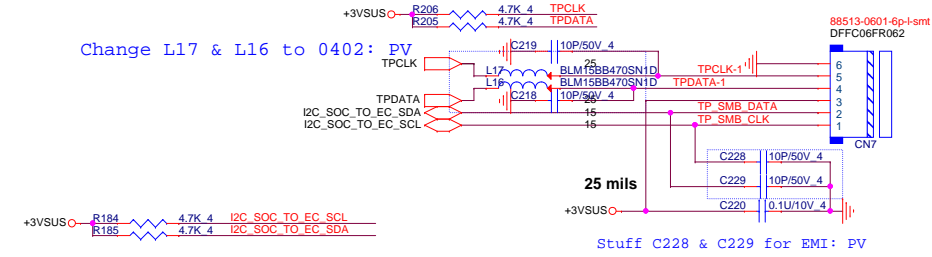 R206 4.7K_4 TPCLK
+3VSUS
R205 4.7K_4 TPDATA
88513-0601-6p-l-smt
DFFC06FR062
Change L17 & L16 to 0402: PV
C219 10P/50V_4
TPCLK 25
L17 BLM15BB470SN1D TPCLK-1
L16 BLM15BB470SN1D TPDATA-1
C218 10P/50V_4
TPDATA 25
I2C_SOC_TO_EC_SDA 15 TP_SMB_DATA
I2C_SOC_TO_EC_SCL 15 TP_SMB_CLK
6
5
4
3
2
1
CN7
C228 10P/50V_4
25 mils
C229 10P/50V_4
+3VSUS C220 0.1U/10V_4
R184 4.7K_4 I2C_SOC_TO_EC_SCL
+3VSUS
R185 4.7K_4 I2C_SOC_TO_EC_SDA
Stuff C228 & C229 for EMI: PV